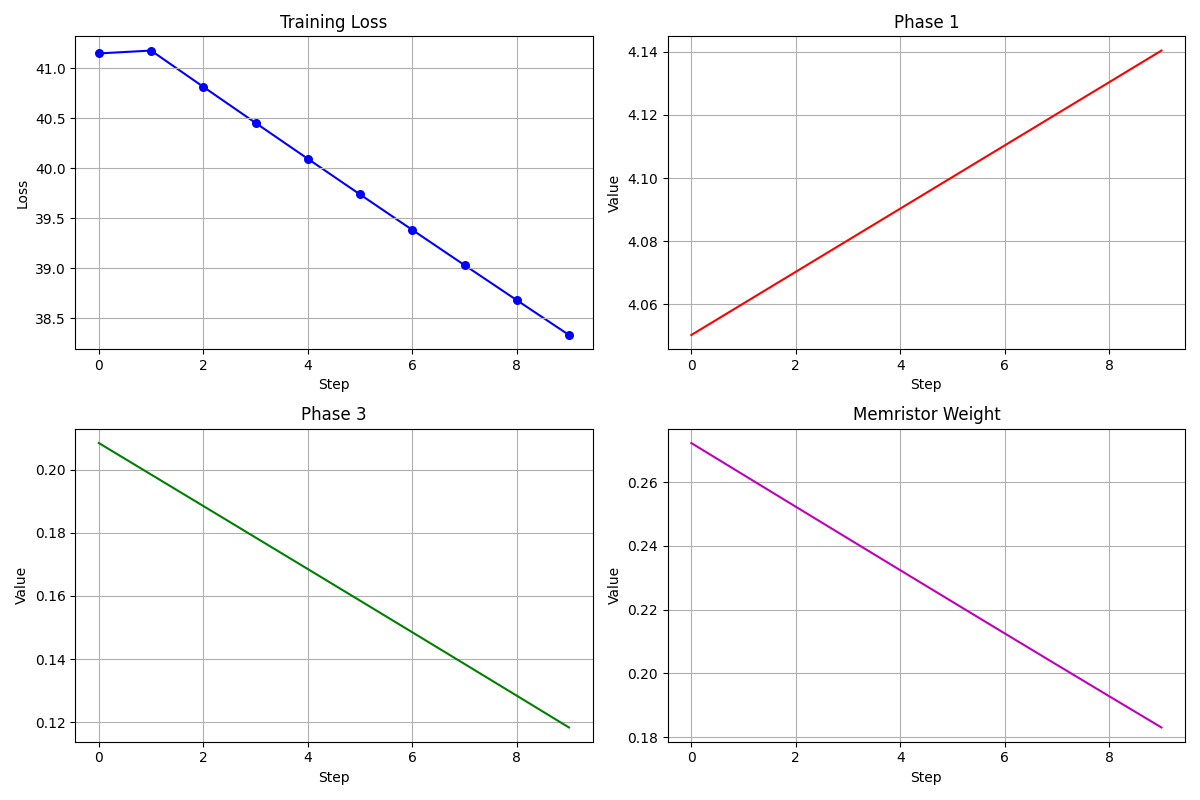 Training Loss
41.0
40.5
40.0
39.5
39.0
38.5
Loss
0 2 4 6 8
Step
Phase 1
4.14
4.12
4.10
4.08
4.06
Value
0 2 4 6 8
Step
Phase 3
0.20
0.18
0.16
0.14
0.12
Value
0 2 4 6 8
Step
Memristor Weight
0.26
0.24
0.22
0.20
0.18
Value
0 2 4 6 8
Step